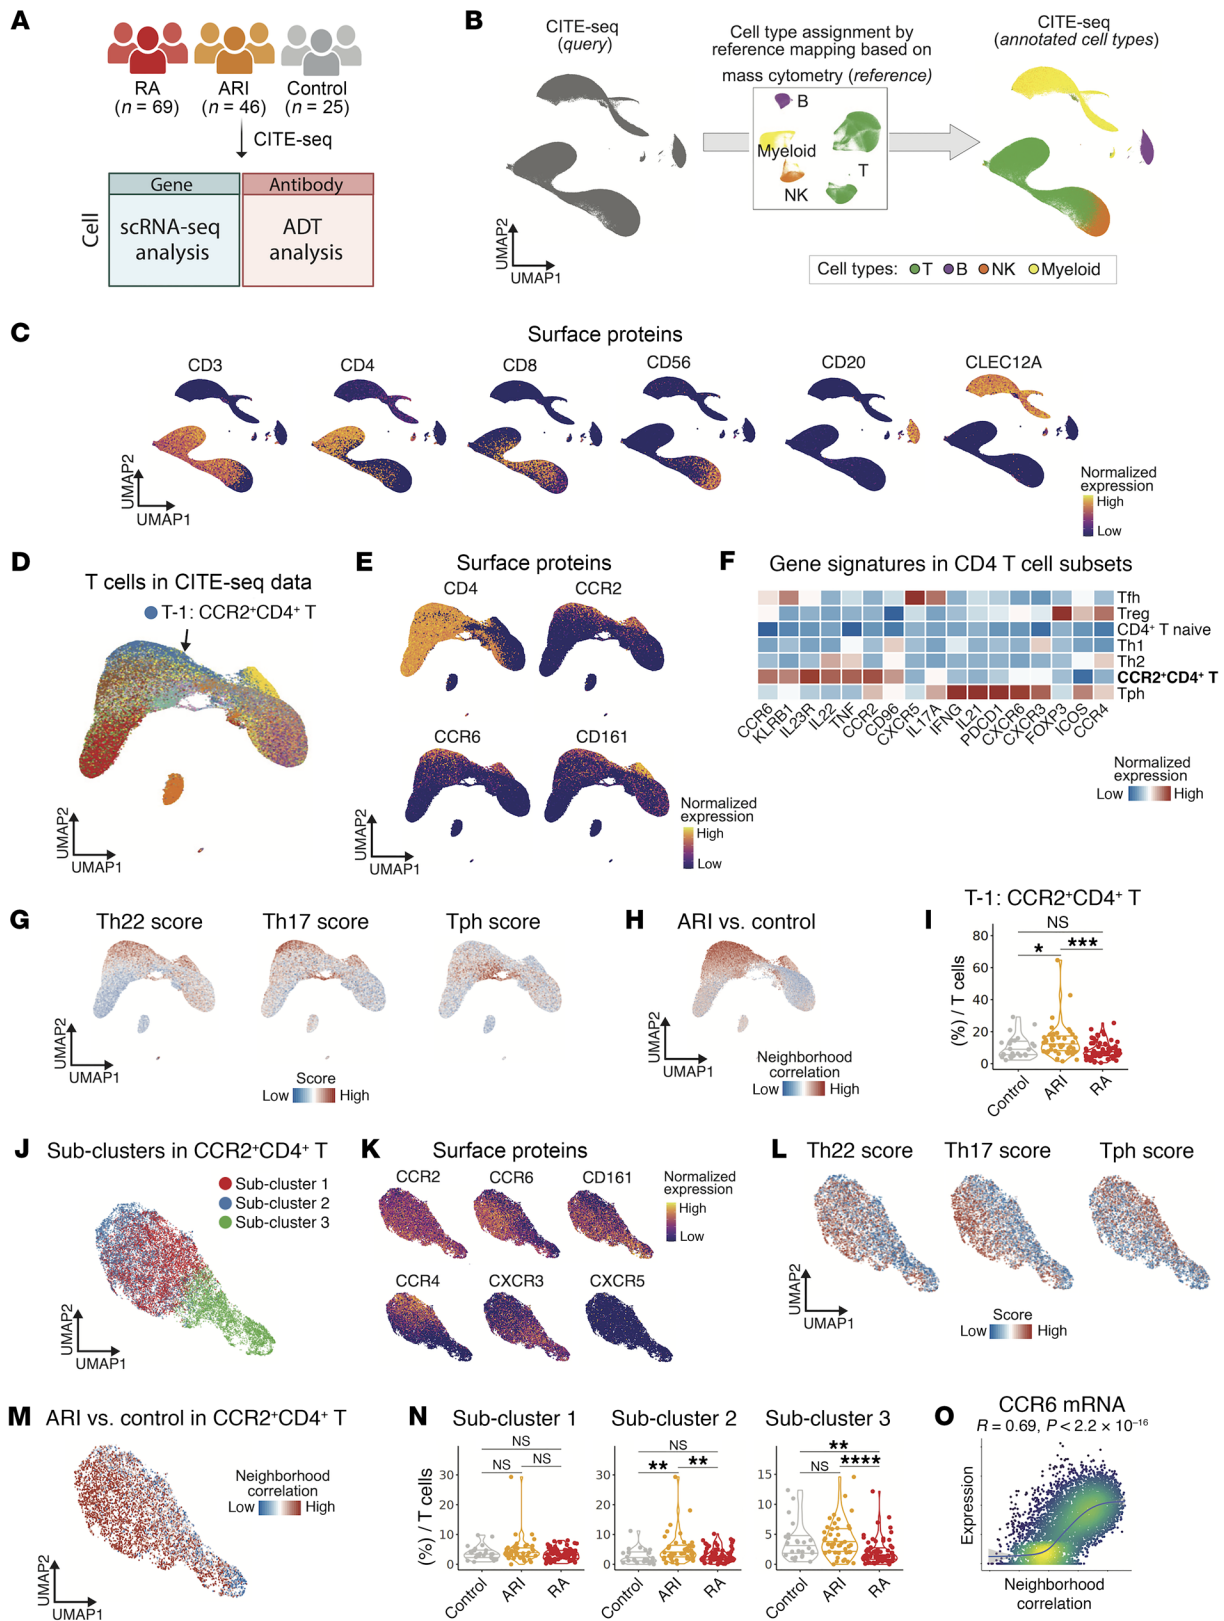 A
RA
(n = 69)
ARI
(n = 46)
Control
(n = 25)
CITE-seq
Gene
Antibody
Cell
scRNA-seq
analysis
ADT
analysis
B
CITE-seq
(query)
Cell type assignment by
reference mapping based on
mass cytometry (reference)
CITE-seq
(annotated cell types)
B
Myeloid
T
NK
UMAP2
UMAP1
Cell types: T B NK Myeloid
C
Surface proteins
CD3 CD4 CD8 CD56 CD20 CLEC12A
UMAP2
UMAP1
Normalized
expression
High
Low
D
T cells in CITE-seq data
T-1: CCR2+CD4+ T
UMAP2
UMAP1
E
Surface proteins
CD4 CCR2
CCR6 CD161
UMAP2
UMAP1
Normalized
expression
High
Low
F
Gene signatures in CD4 T cell subsets
Tfh
Treg
CD4+ T naive
Th1
Th2
CCR2+CD4+ T
Tph
CCR6 KLRB1 IL23R IL22 TNF CCR2 CD96 CXCR5 IL17A IFNG IL21 PDCD1 CXCR6 CXCR3 FOXP3 ICOS CCR4
Normalized
expression
Low High
G
Th22 score Th17 score Tph score
UMAP2
UMAP1
Score
Low High
H
ARI vs. control
UMAP2
UMAP1
Neighborhood
correlation
Low High
I
T-1: CCR2+CD4+ T
NS
* ***
(%) / T cells
80
60
40
20
0
Control ARI RA
J
Sub-clusters in CCR2+CD4+ T
Sub-cluster 1
Sub-cluster 2
Sub-cluster 3
UMAP2
UMAP1
K
Surface proteins
CCR2 CCR6 CD161
CCR4 CXCR3 CXCR5
Normalized
expression
High
Low
L
Th22 score Th17 score Tph score
UMAP2
UMAP1
Score
Low High
M
ARI vs. control in CCR2+CD4+ T
Neighborhood
correlation
Low High
UMAP2
UMAP1
N
Sub-cluster 1
NS
NS NS
(%) / T cells
30
20
10
0
Control ARI RA
Sub-cluster 2
NS
** **
30
20
10
0
Control ARI RA
Sub-cluster 3
**
NS ****
15
10
5
0
Control ARI RA
O
CCR6 mRNA
R = 0.69, P < 2.2 × 10−16
Expression
Neighborhood
correlation